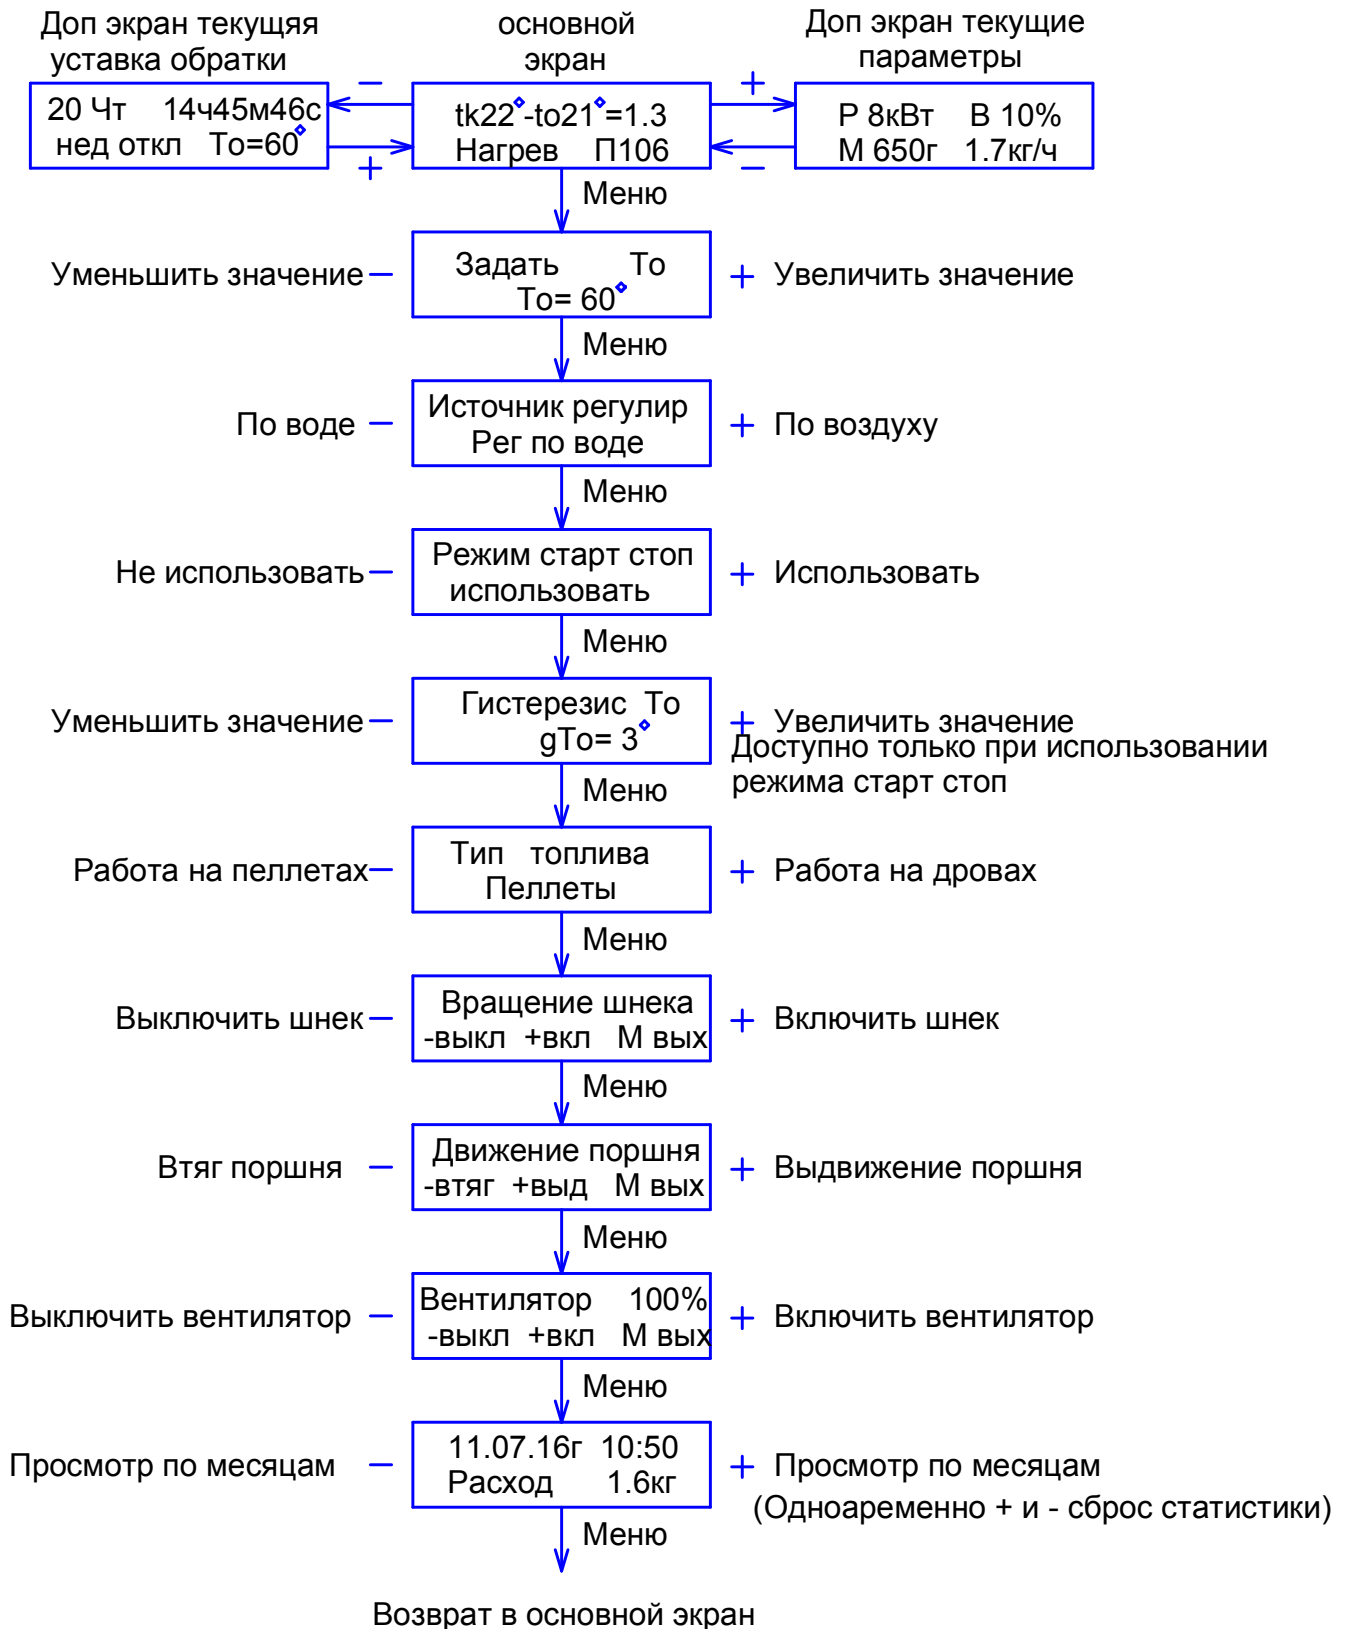 Доп экран текущяя
уставка обратки
основной
экран
Доп экран текущие
параметры
20 Чт 14ч45м46с
нед откл То=60°
−
+
tk22°-to21°=1.3
Нагрев П106
+
−
Р 8кВт В 10%
М 650г 1.7кг/ч
Меню
Уменьшить значение −
Задать То
То= 60°
+ Увеличить значение
Меню
По воде −
Источник регулир
Рег по воде
+ По воздуху
Меню
Не использовать −
Режим старт стоп
использовать
+ Использовать
Меню
Уменьшить значение −
Гистерезис То
gТо= 3°
+ Увеличить значение
Доступно только при использовании
режима старт стоп
Меню
Работа на пеллетах −
Тип топлива
Пеллеты
+ Работа на дровах
Меню
Выключить шнек −
Вращение шнека
-выкл +вкл М вых
+ Включить шнек
Меню
Втяг поршня −
Движение поршня
-втяг +выд М вых
+ Выдвижение поршня
Меню
Выключить вентилятор −
Вентилятор 100%
-выкл +вкл М вых
+ Включить вентилятор
Меню
Просмотр по месяцам −
11.07.16г 10:50
Расход 1.6кг
+ Просмотр по месяцам
(Одноаременно + и - сброс статистики)
Меню
Возврат в основной экран